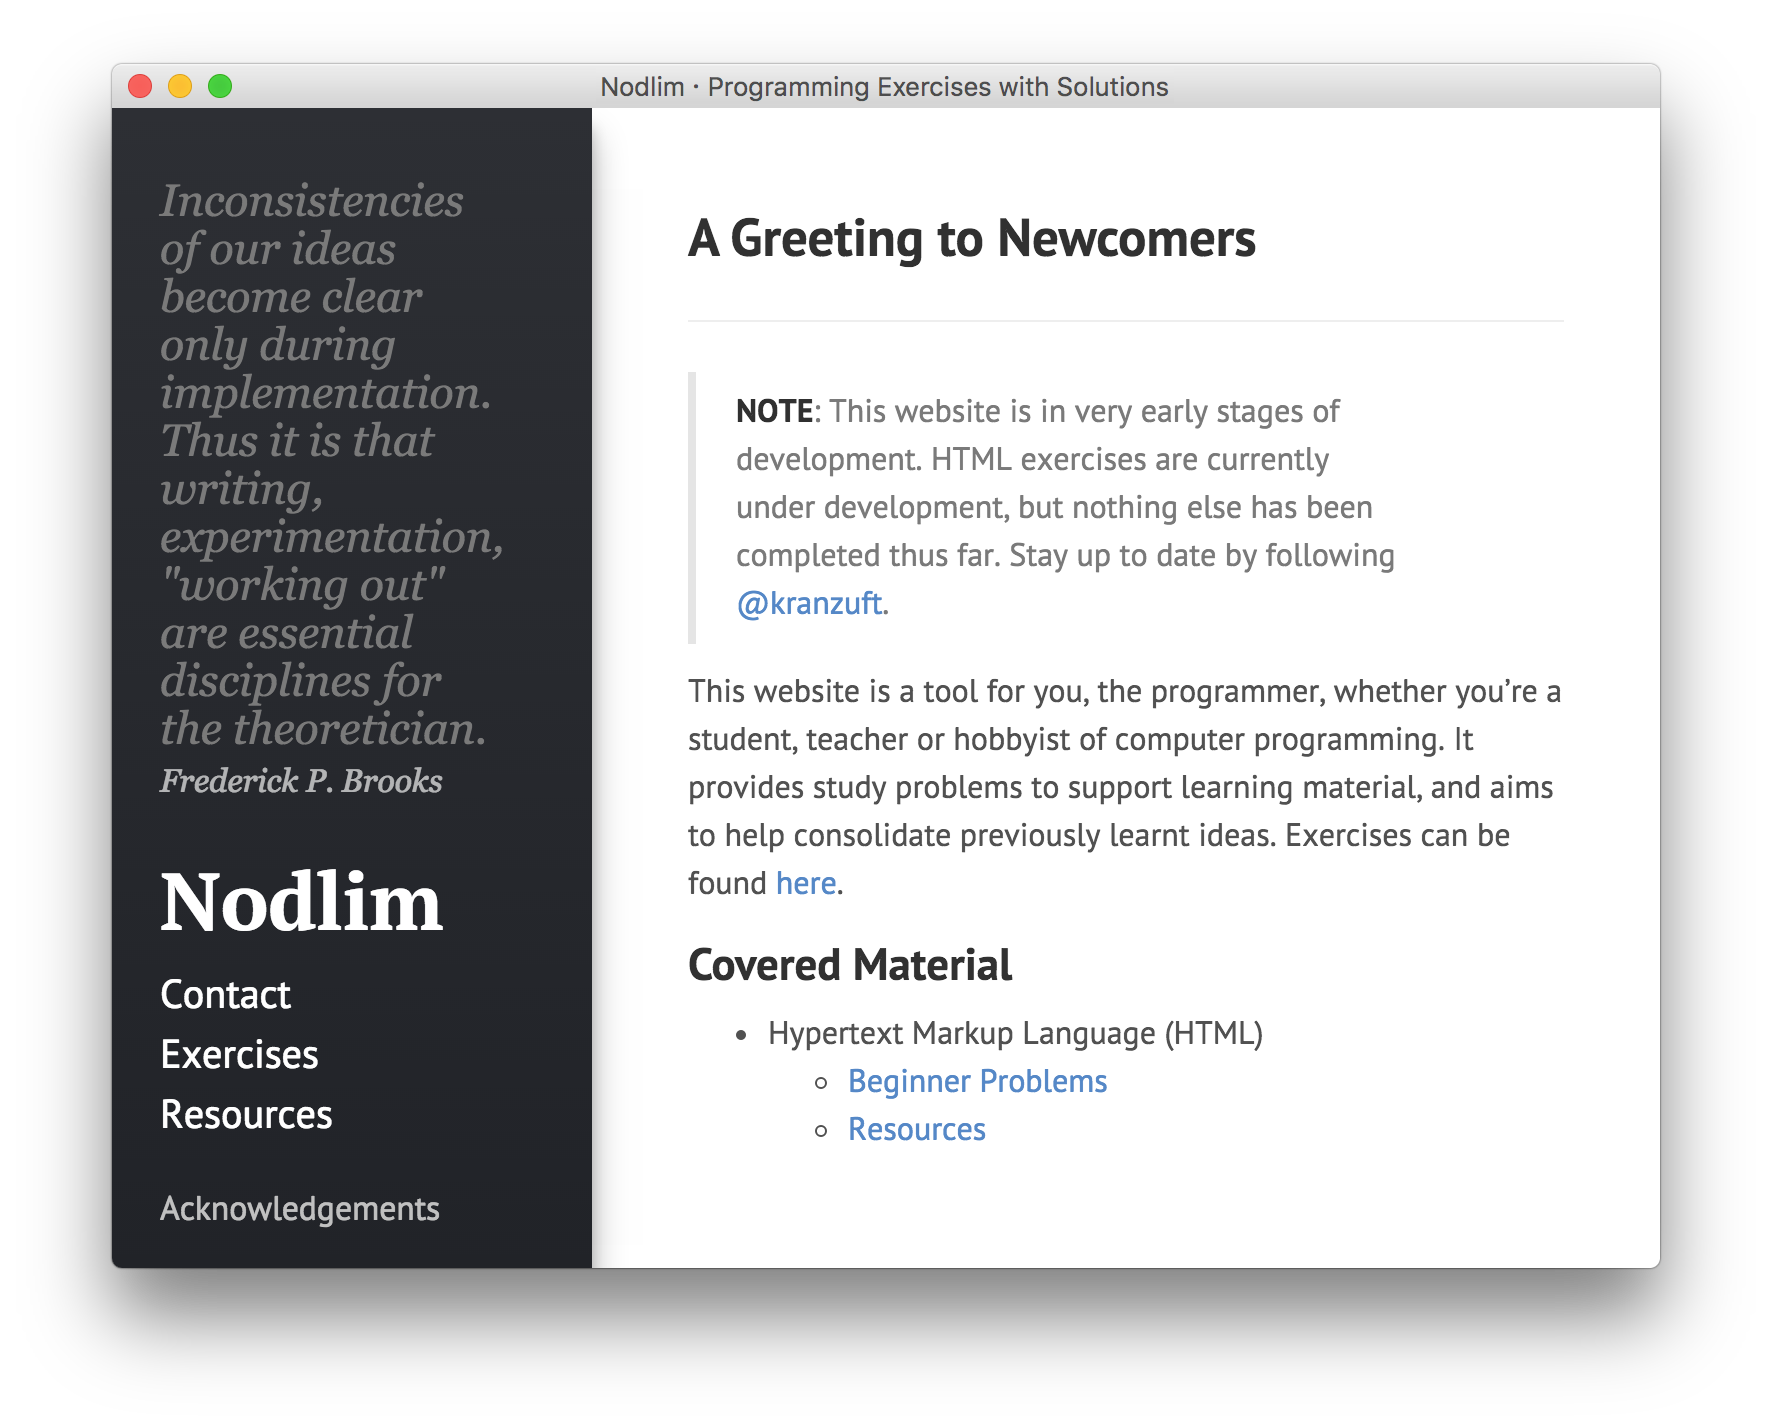 Nodlim · Programming Exercises with Solutions
Inconsistencies
of our ideas
become clear
only during
implementation.
Thus it is that
writing,
experimentation,
"working out"
are essential
disciplines for
the theoretician.
Frederick P. Brooks
Nodlim
Contact
Exercises
Resources
Acknowledgements
A Greeting to Newcomers
NOTE: This website is in very early stages of
development. HTML exercises are currently
under development, but nothing else has been
completed thus far. Stay up to date by following
@kranzuft.
This website is a tool for you, the programmer, whether you’re a
student, teacher or hobbyist of computer programming. It
provides study problems to support learning material, and aims
to help consolidate previously learnt ideas. Exercises can be
found here.
Covered Material
• Hypertext Markup Language (HTML)
◦ Beginner Problems
◦ Resources